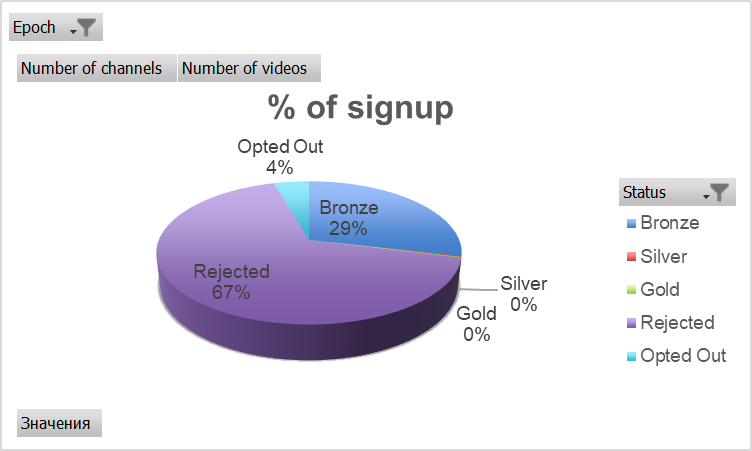 Epoch
Number of channels Number of videos
% of signup
Opted Out
4%
Bronze
29%
Rejected
67%
Silver
0%
Gold
0%
Status
Bronze
Silver
Gold
Rejected
Opted Out
Значения